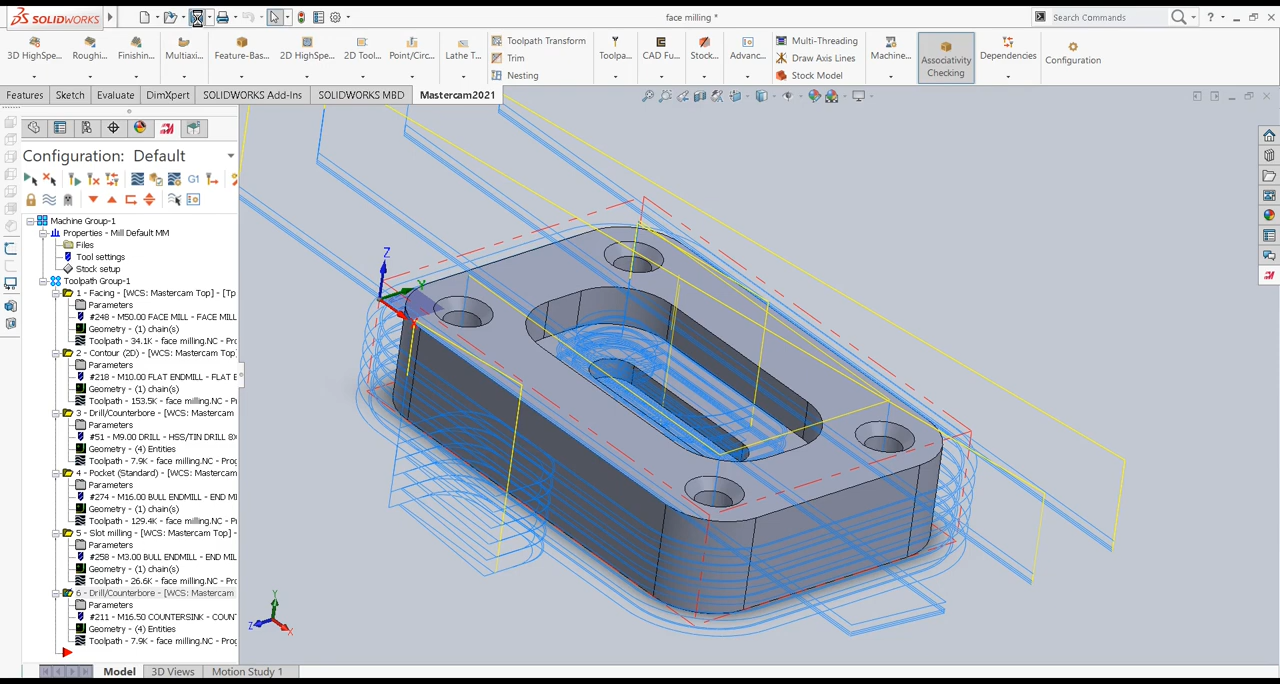 SOLIDWORKS
face milling *
Search Commands
3D HighSpe...
Roughi...
Finishin...
Multiaxi...
Feature-Bas...
2D HighSpe...
2D Tool...
Point/Circ...
Lathe T...
Toolpath Transform
Trim
Nesting
Toolpa...
CAD Fu...
Stock...
Advanc...
Multi-Threading
Draw Axis Lines
Stock Model
Machine...
Associativity
Checking
Dependencies
Configuration
Features
Sketch
Evaluate
DimXpert
SOLIDWORKS Add-Ins
SOLIDWORKS MBD
Mastercam2021
Configuration: Default
G1
Machine Group-1
Properties - Mill Default MM
Files
Tool settings
Stock setup
Toolpath Group-1
1 - Facing - [WCS: Mastercam Top] - [Tp
Parameters
#248 - M50.00 FACE MILL - FACE MIL
Geometry - (1) chain(s)
Toolpath - 34.1K - face milling.NC - Pro
2 - Contour (2D) - [WCS: Mastercam Top
Parameters
#218 - M10.00 FLAT ENDMILL - FLAT E
Geometry - (1) chain(s)
Toolpath - 153.5K - face milling.NC - Pr
3 - Drill/Counterbore - [WCS: Mastercam
Parameters
#51 - M9.00 DRILL - HSS/TIN DRILL 8X
Geometry - (4) Entities
Toolpath - 7.9K - face milling.NC - Prog
4 - Pocket (Standard) - [WCS: Mastercam
Parameters
#274 - M16.00 BULL ENDMILL - END MI
Geometry - (1) chain(s)
Toolpath - 129.4K - face milling.NC - Pr
5 - Slot milling - [WCS: Mastercam Top] -
Parameters
#258 - M3.00 BULL ENDMILL - END MIL
Geometry - (1) chain(s)
Toolpath - 26.6K - face milling.NC - Pro
6 - Drill/Counterbore - [WCS: Mastercam
Parameters
#211 - M16.50 COUNTERSINK - COUN
Geometry - (4) Entities
Toolpath - 7.9K - face milling.NC - Prog
Z
Y
Y
Z
X
Model
3D Views
Motion Study 1